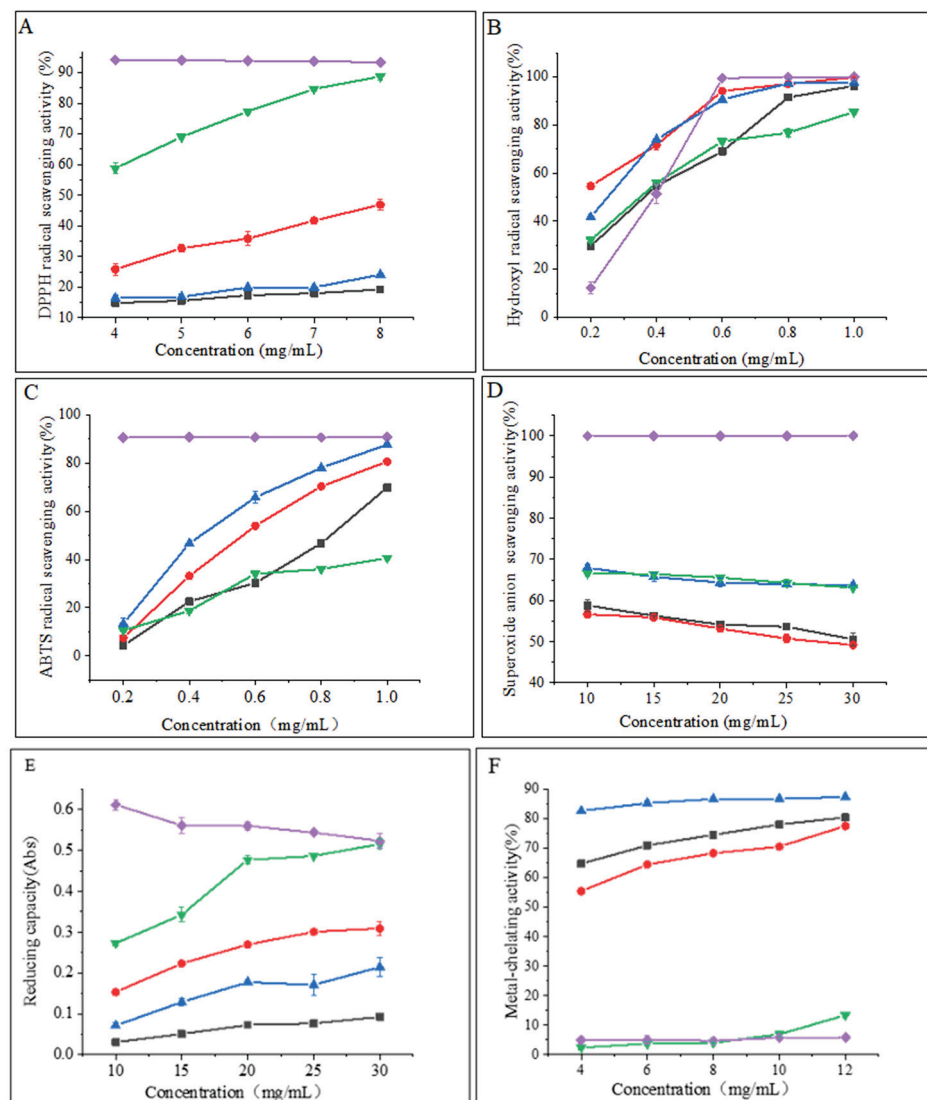 A
DPPH radical scavenging activity (%)
90
80
70
60
50
40
30
20
10
4 5 6 7 8
Concentration (mg/mL)
B
Hydroxyl radical scavenging activity (%)
100
80
60
40
20
0
0.2 0.4 0.6 0.8 1.0
Concentration (mg/mL)
C
ABTS radical scavenging activity(%)
100
80
60
40
20
0
0.2 0.4 0.6 0.8 1.0
Concentration（mg/mL）
D
Superoxide anion scavenging activity(%)
100
90
80
70
60
50
40
10 15 20 25 30
Concentration (mg/mL)
E
Reducing capacity(Abs)
0.6
0.5
0.4
0.3
0.2
0.1
0.0
10 15 20 25 30
Concentration（mg/mL）
F
Metal-chelating activity(%)
90
80
70
60
50
40
30
20
10
0
4 6 8 10 12
Concentration（mg/mL）